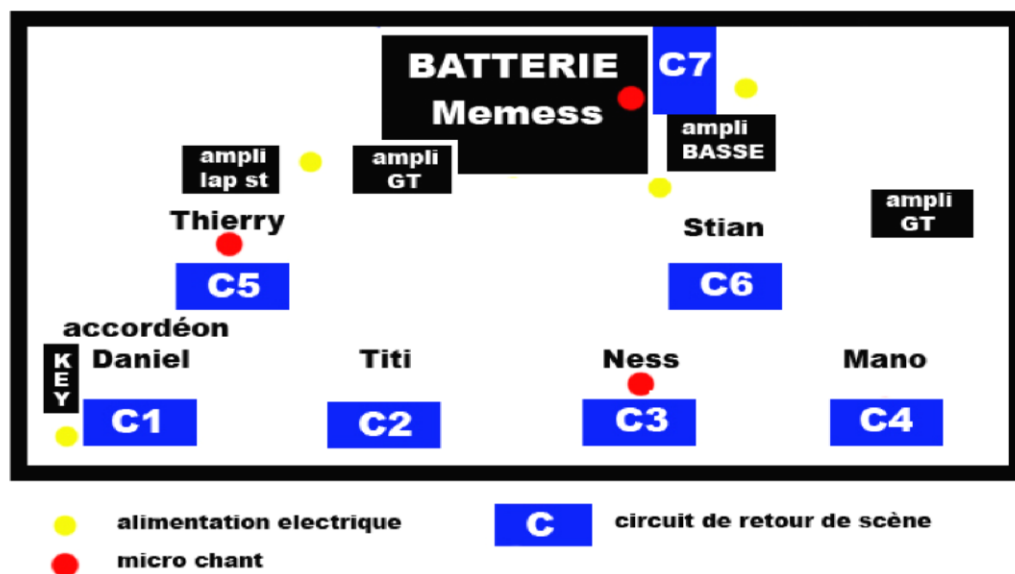 BATTERIE
Memess
C7
ampli
BASSE
ampli
lap st
ampli
GT
ampli
GT
Thierry
Stian
C5
C6
accordéon
KEY
Daniel
Titi
Ness
Mano
C1
C2
C3
C4
alimentation electrique
C
circuit de retour de scène
micro chant